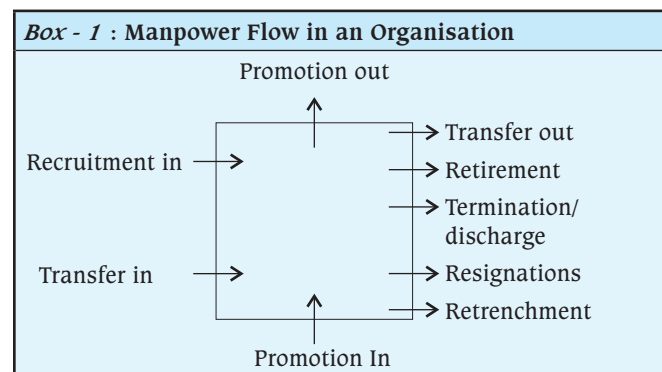 Box - 1 : Manpower Flow in an Organisation
Promotion out
Recruitment in
Transfer in
Transfer out
Retirement
Termination/
discharge
Resignations
Retrenchment
Promotion In